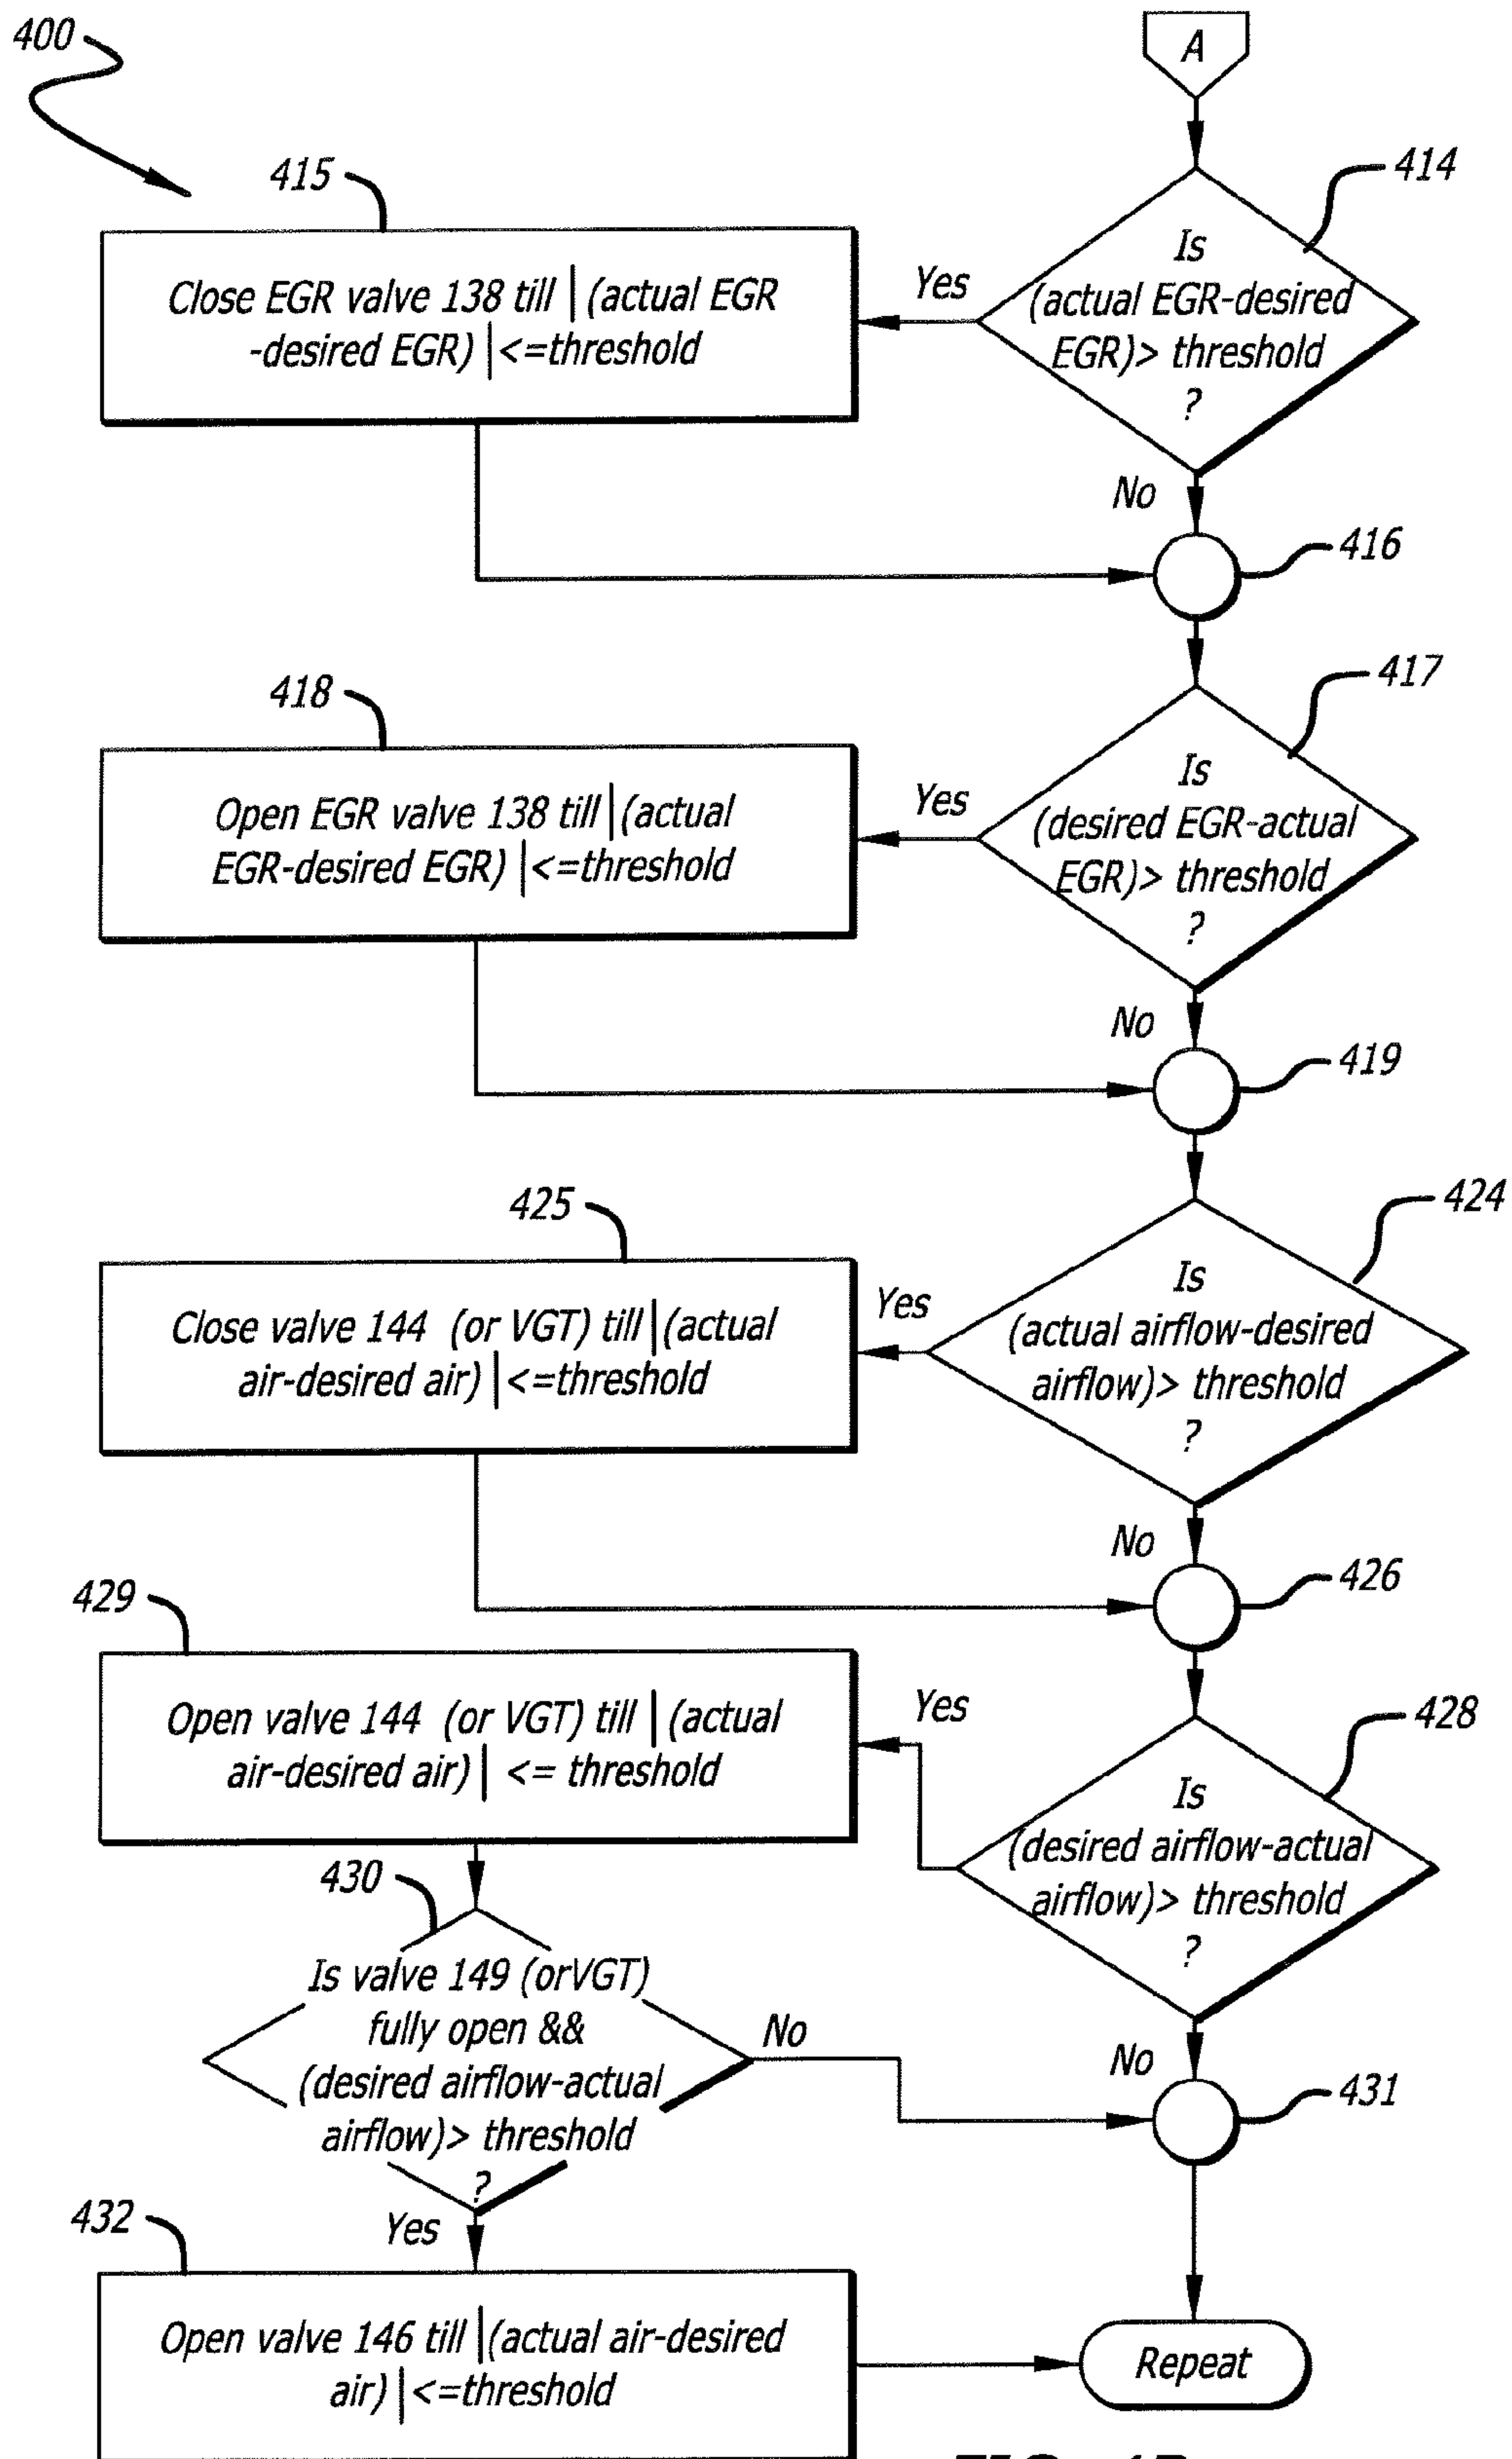 400
A
414
415
Is
(actual EGR-desired
EGR)> threshold
?
Yes
Close EGR valve 138 till |(actual EGR
-desired EGR) |<=threshold
No
416
417
418
Is
(desired EGR-actual
EGR)> threshold
?
Yes
Open EGR valve 138 till |(actual
EGR-desired EGR) |<=threshold
No
419
424
425
Is
(actual airflow-desired
airflow)> threshold
?
Yes
Close valve 144 (or VGT) till |(actual
air-desired air) |<=threshold
No
426
428
429
Is
(desired airflow-actual
airflow)> threshold
?
Yes
Open valve 144 (or VGT) till |(actual
air-desired air)| <= threshold
430
Is valve 149 (orVGT)
fully open &&
(desired airflow-actual
airflow)> threshold
?
No
No
431
Yes
432
Open valve 146 till |(actual air-desired
air) |<=threshold
Repeat